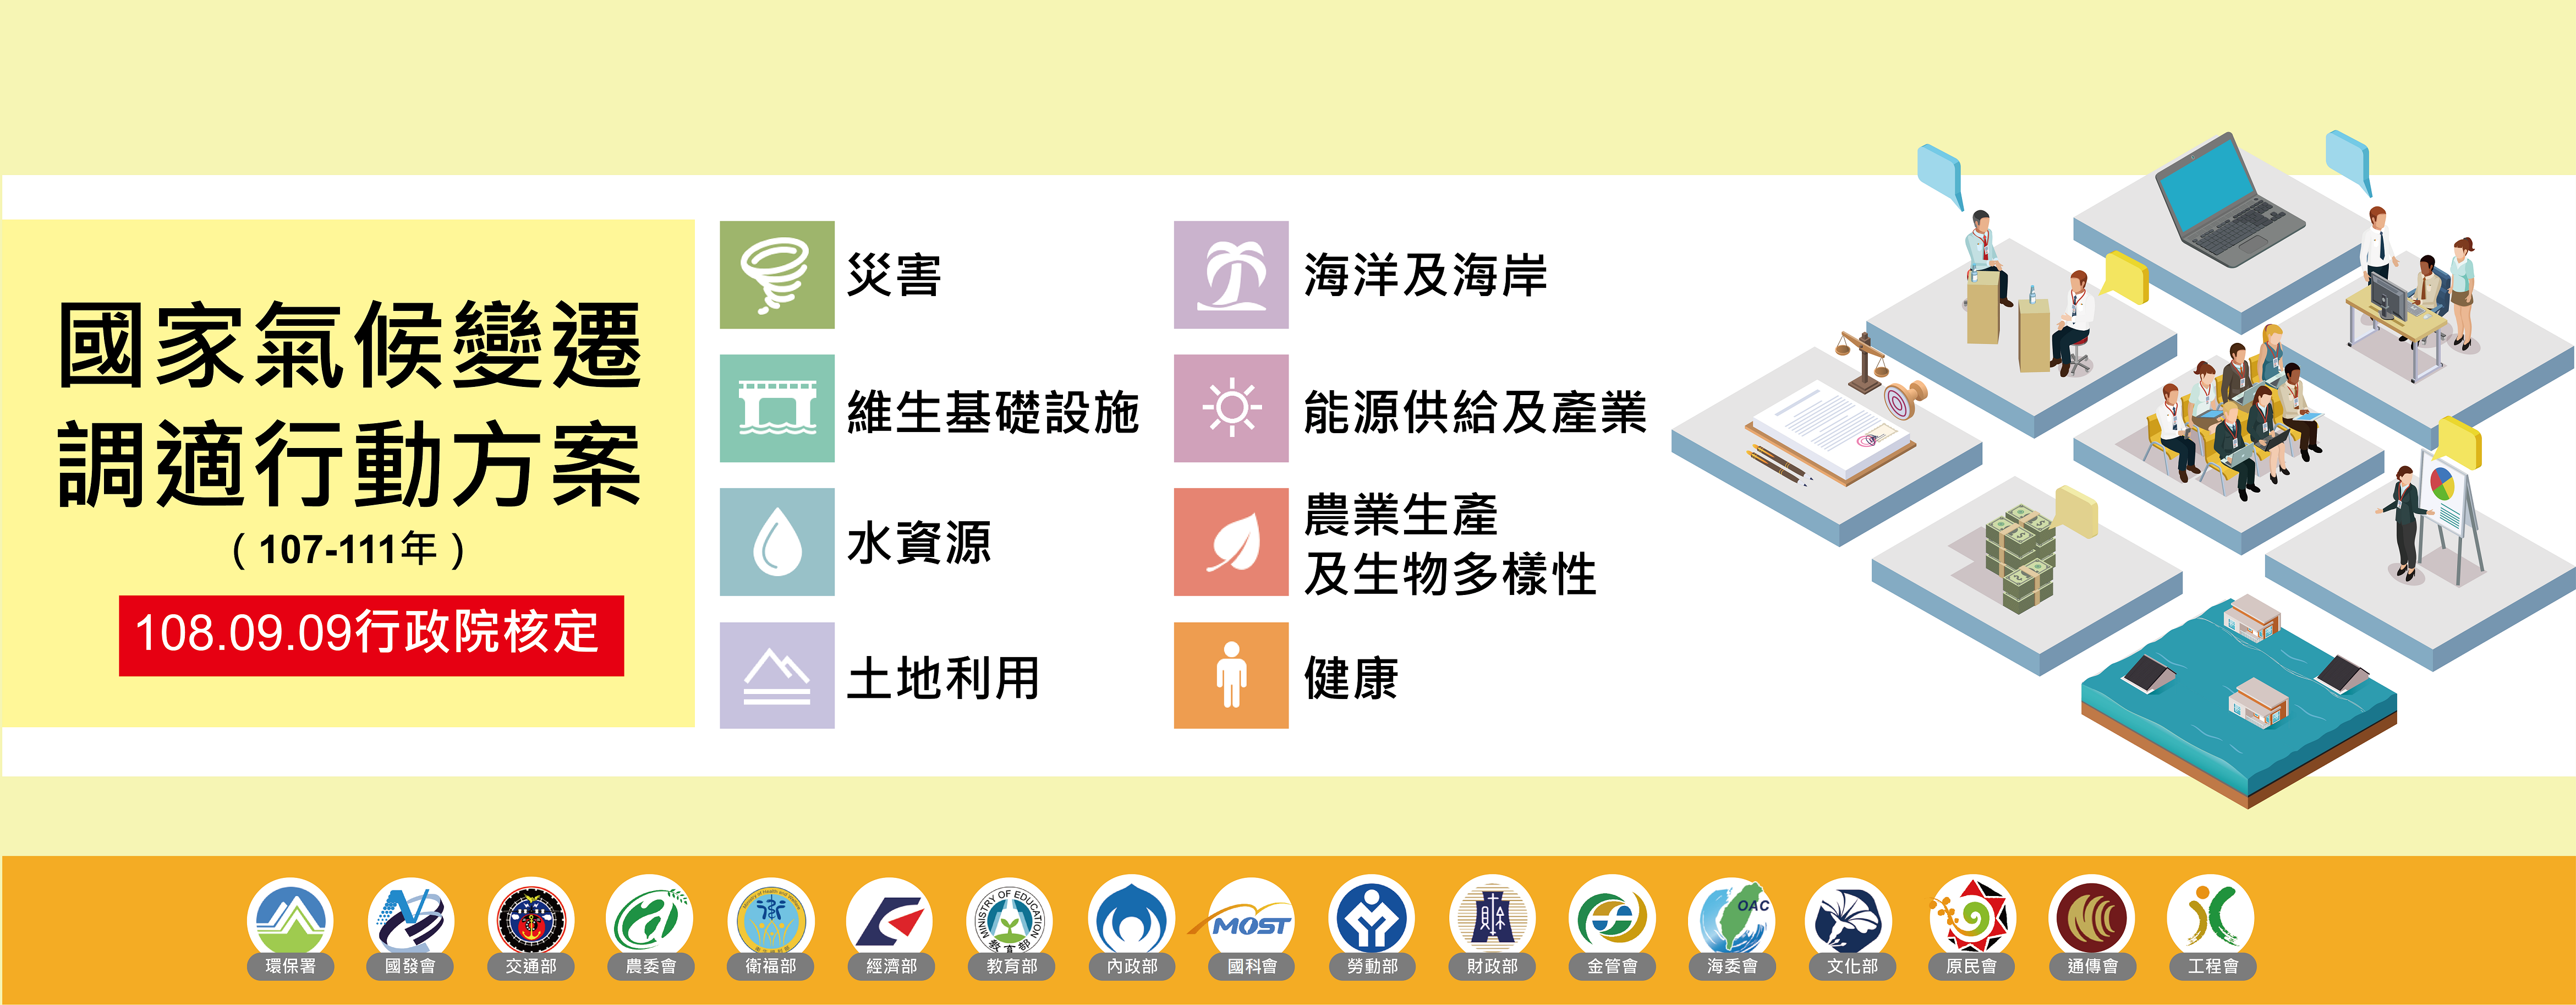 國家氣候變遷
調適行動方案
（107-111年）
108.09.09行政院核定
災害
維生基礎設施
水資源
土地利用
海洋及海岸
能源供給及產業
農業生產
及生物多樣性
健康
MINISTRY OF EDUCATION
教育部
MOST
財
OAC
環保署
國發會
交通部
農委會
衛福部
經濟部
教育部
內政部
國科會
勞動部
財政部
金管會
海委會
文化部
原民會
通傳會
工程會